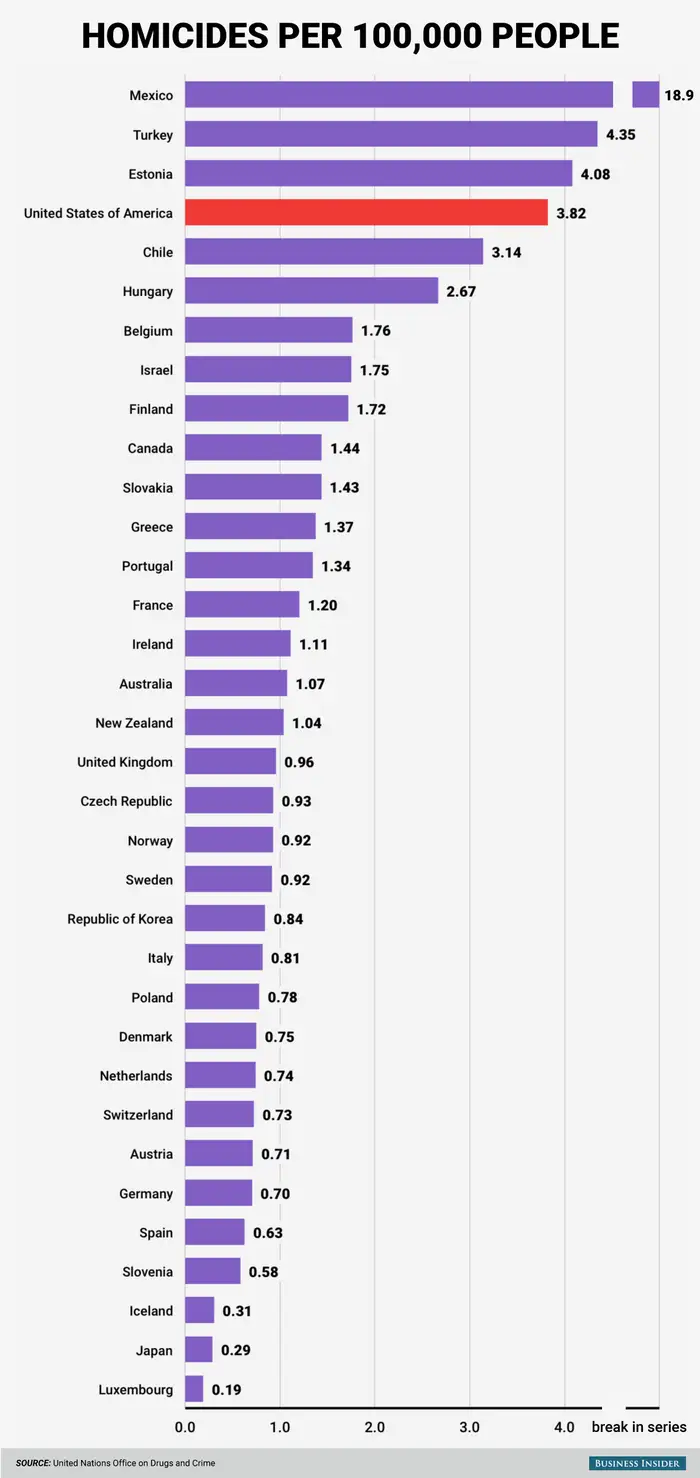 HOMICIDES PER 100,000 PEOPLE
Mexico 18.9
Turkey 4.35
Estonia 4.08
United States of America 3.82
Chile 3.14
Hungary 2.67
Belgium 1.76
Israel 1.75
Finland 1.72
Canada 1.44
Slovakia 1.43
Greece 1.37
Portugal 1.34
France 1.20
Ireland 1.11
Australia 1.07
New Zealand 1.04
United Kingdom 0.96
Czech Republic 0.93
Norway 0.92
Sweden 0.92
Republic of Korea 0.84
Italy 0.81
Poland 0.78
Denmark 0.75
Netherlands 0.74
Switzerland 0.73
Austria 0.71
Germany 0.70
Spain 0.63
Slovenia 0.58
Iceland 0.31
Japan 0.29
Luxembourg 0.19
0.0 1.0 2.0 3.0 4.0 break in series
SOURCE: United Nations Office on Drugs and Crime BUSINESS INSIDER